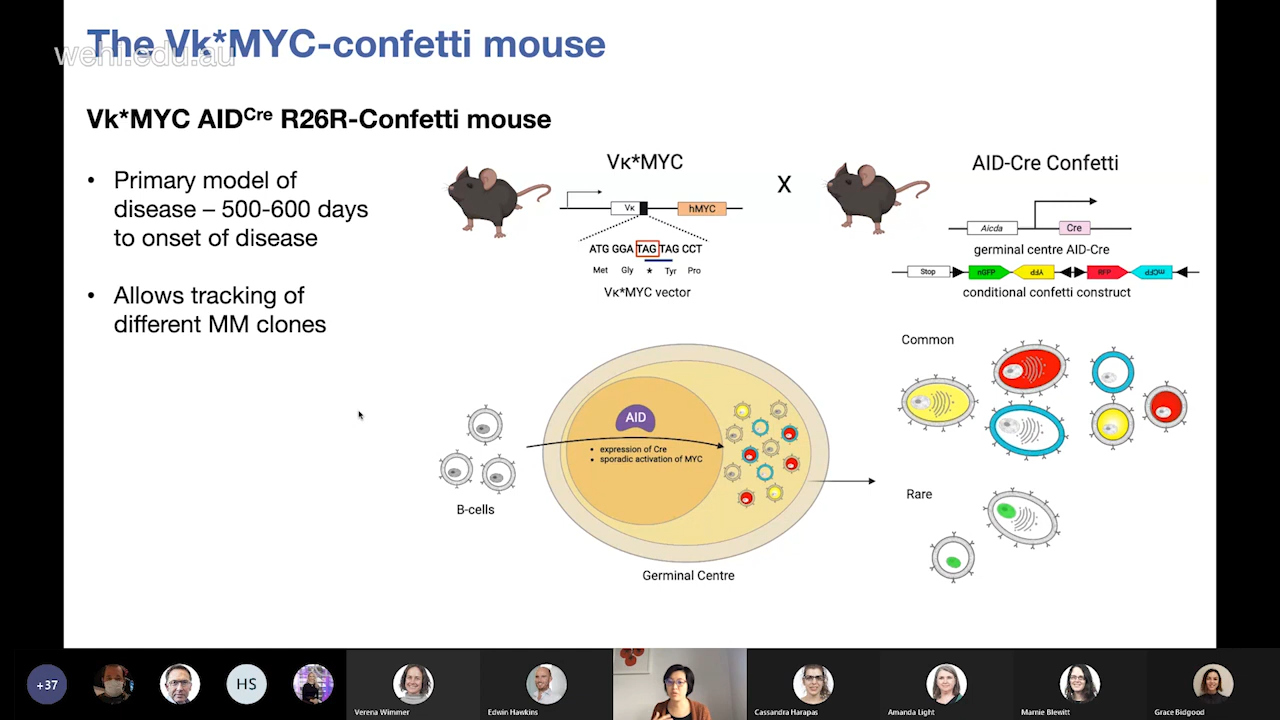 The Vk*MYC-confetti mouse
wehi.edu.au
Vk*MYC AIDCre R26R-Confetti mouse
• Primary model of
disease – 500-600 days
to onset of disease
• Allows tracking of
different MM clones
Vκ*MYC
X
AID-Cre Confetti
Vκ
hMYC
ATG GGA TAG TAG CCT
Met Gly * Tyr Pro
Vκ*MYC vector
Aicda
Cre
germinal centre AID-Cre
Stop
nGFP
YFP
RFP
mCFP
conditional confetti construct
B-cells
AID
• expression of Cre
• sporadic activation of MYC
Germinal Centre
Common
Rare
+37
HS
Verena Wimmer
Edwin Hawkins
Cassandra Harapas
Amanda Light
Marnie Blewitt
Grace Bidgood